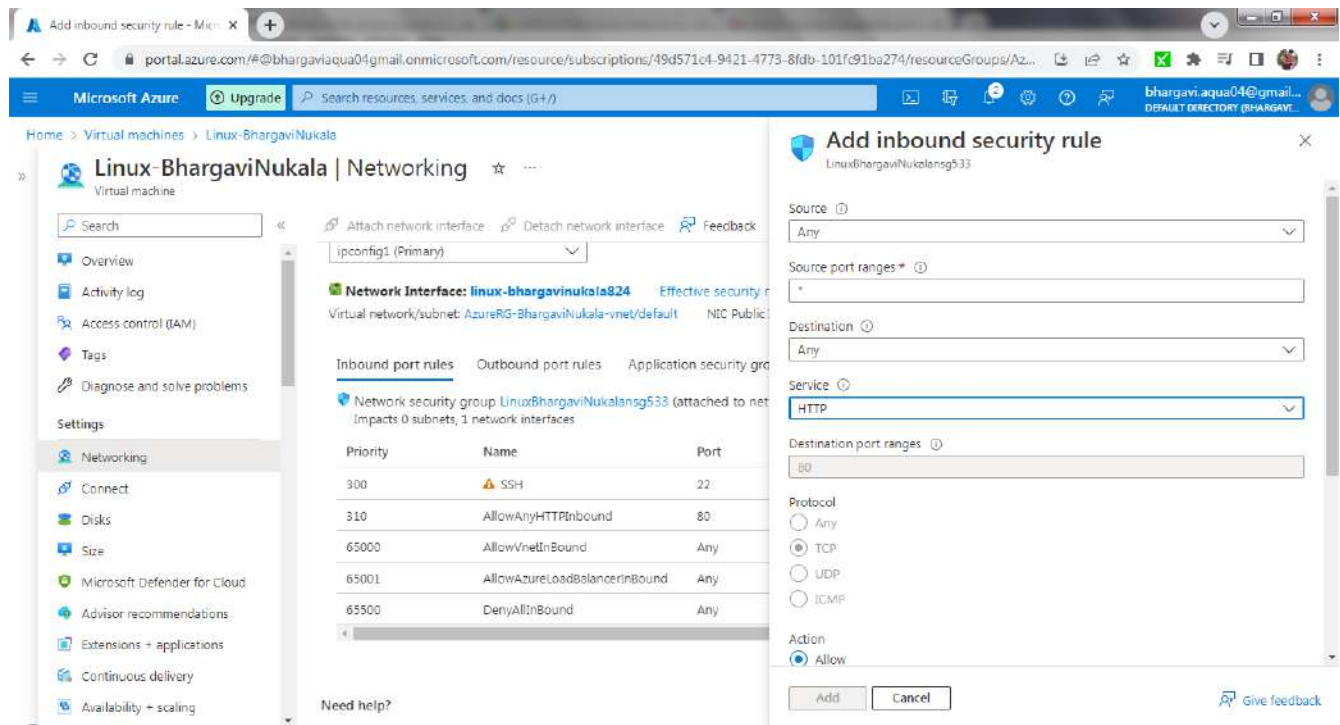 Add inbound security rule - Micr
portal.azure.com/#@bhargaviaqua04gmail.onmicrosoft.com/resource/subscriptions/49d571c4-9421-4773-8fdb-101fc91ba274/resourceGroups/Az...
Microsoft Azure
Upgrade
Search resources, services, and docs (G+/)
2
bhargavi.aqua04@gmail...
DEFAULT DIRECTORY (BHARGAVI...
Home > Virtual machines > Linux-BhargaviNukala
Linux-BhargaviNukala | Networking
Virtual machine
Search
Overview
Activity log
Access control (IAM)
Tags
Diagnose and solve problems
Settings
Networking
Connect
Disks
Size
Microsoft Defender for Cloud
Advisor recommendations
Extensions + applications
Continuous delivery
Availability + scaling
Attach network interface Detach network interface Feedback
ipconfig1 (Primary)
Network Interface: linux-bhargavinukala824 Effective security r
Virtual network/subnet: AzureRG-BhargaviNukala-vnet/default NIC Public
Inbound port rules Outbound port rules Application security gro
Network security group LinuxBhargaviNukalansg533 (attached to net
Impacts 0 subnets, 1 network interfaces
Priority Name Port
300 SSH 22
310 AllowAnyHTTPInbound 80
65000 AllowVnetInBound Any
65001 AllowAzureLoadBalancerInBound Any
65500 DenyAllInBound Any
Need help?
Add inbound security rule
LinuxBhargaviNukalansg533
Source
Any
Source port ranges *
*
Destination
Any
Service
HTTP
Destination port ranges
80
Protocol
Any
TCP
UDP
ICMP
Action
Allow
Add Cancel
Give feedback